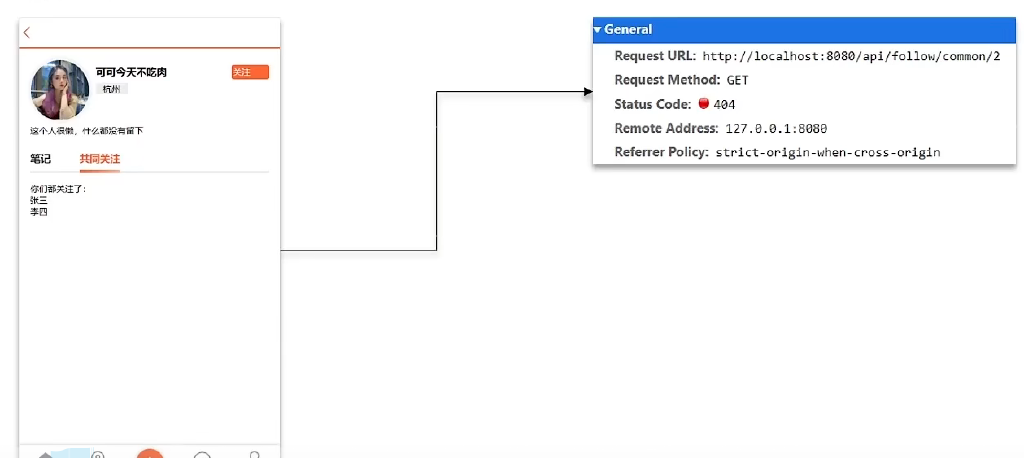 可可今天不吃肉
关注
杭州
这个人很懒，什么都没有留下
笔记
共同关注
你们都关注了：
张三
李四
General
Request URL: http://localhost:8080/api/follow/common/2
Request Method: GET
Status Code: 404
Remote Address: 127.0.0.1:8080
Referrer Policy: strict-origin-when-cross-origin